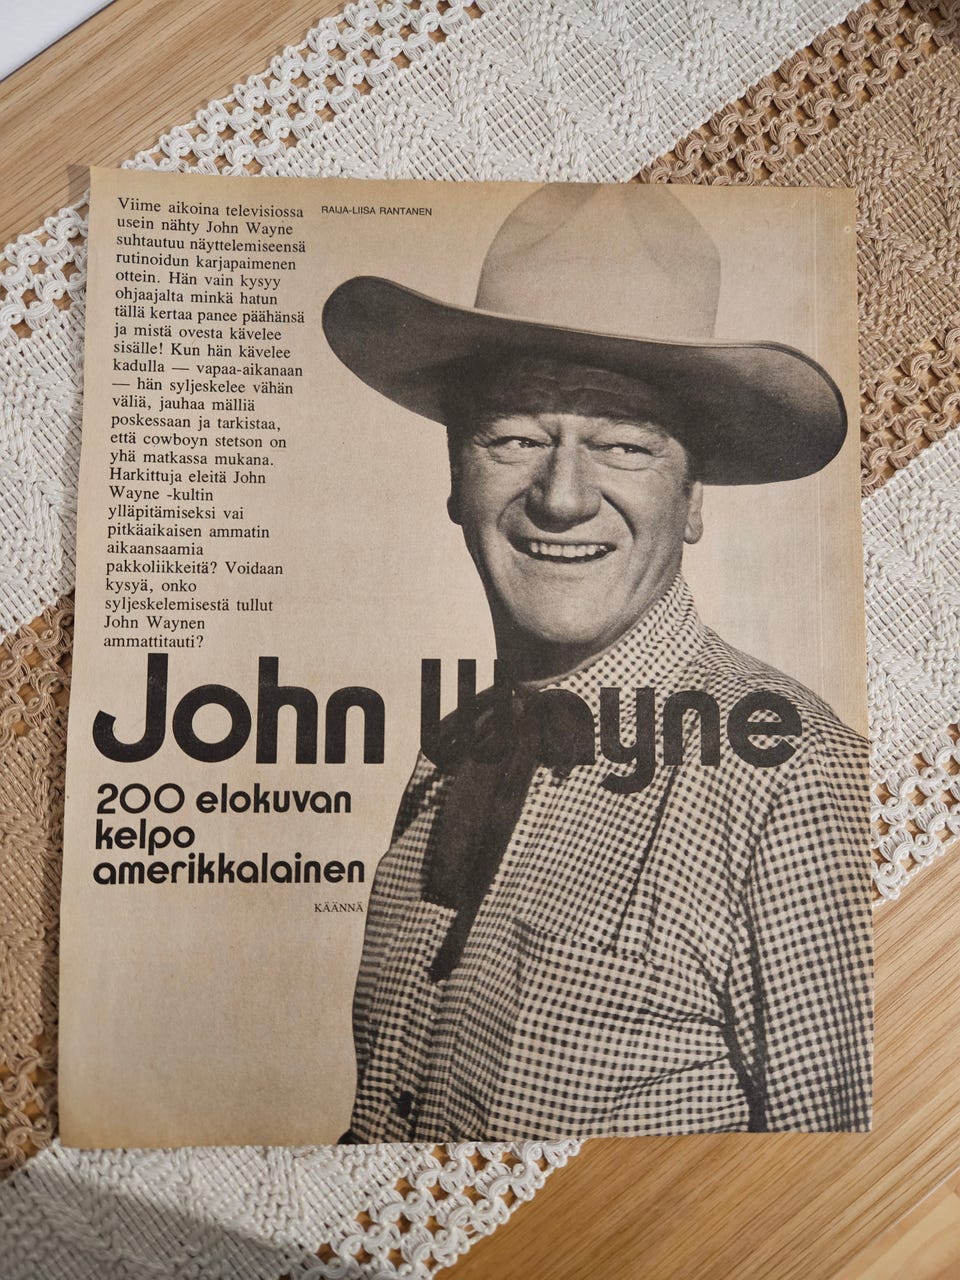 Viime aikoina televisiossa
usein nähty John Wayne
suhtautuu näyttelemiseensä
rutinoidun karjapaimenen
ottein. Hän vain kysyy
ohjaajalta minkä hatun
tällä kertaa panee päähänsä
ja mistä ovesta kävelee
sisälle! Kun hän kävelee
kadulla — vapaa-aikanaan
— hän syljeskelee vähän
väliä, jauhaa mälliä
poskessaan ja tarkistaa,
että cowboyn stetson on
yhä matkassa mukana.
Harkittuja eleitä John
Wayne -kultin
ylläpitämiseksi vai
pitkäaikaisen ammatin
aikaansaamia
pakkoliikkeitä? Voidaan
kysyä, onko
syljeskelemisestä tullut
John Waynen
ammattitauti?
RAIJA-LIISA RANTANEN
John Wayne
200 elokuvan
kelpo
amerikkalainen
KÄÄNNÄ